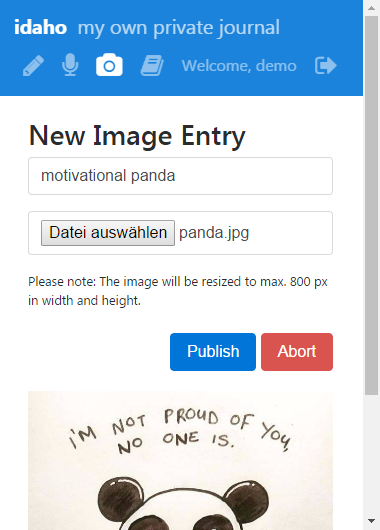 idaho my own private journal
Welcome, demo
New Image Entry
motivational panda
Datei auswählen panda.jpg
Please note: The image will be resized to max. 800 px
in width and height.
Publish Abort
I'M NOT PROUD OF YOU,
NO ONE IS.